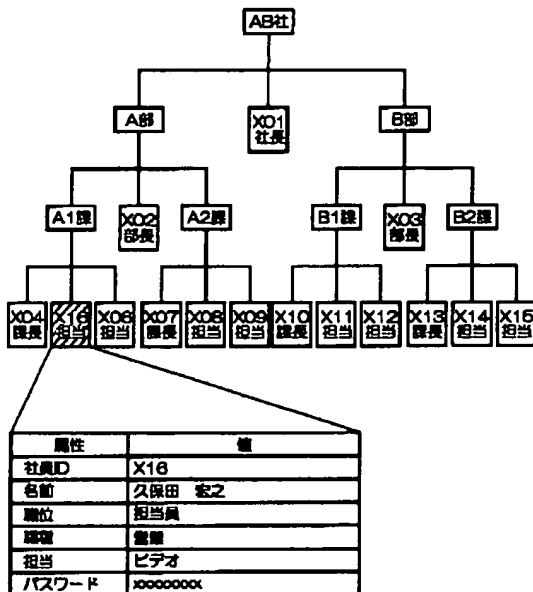 AB社
A部
X01
社長
B部
A1課
X02
部長
A2課
B1課
X03
部長
B2課
X04
課長
X16
担当
X06
担当
X07
課長
X08
担当
X09
担当
X10
課長
X11
担当
X12
担当
X13
課長
X14
担当
X15
担当
属性 値
社員ID X16
名前 久保田 宏之
職位 担当員
職種 営業
担当 ビデオ
パスワード xxxxxxxx